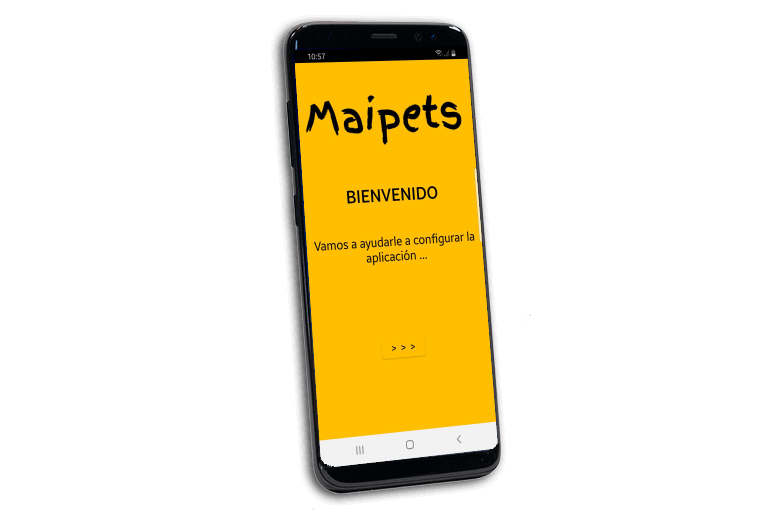 10:57
Maipets
BIENVENIDO
Vamos a ayudarle a configurar la
aplicación ...
> > >